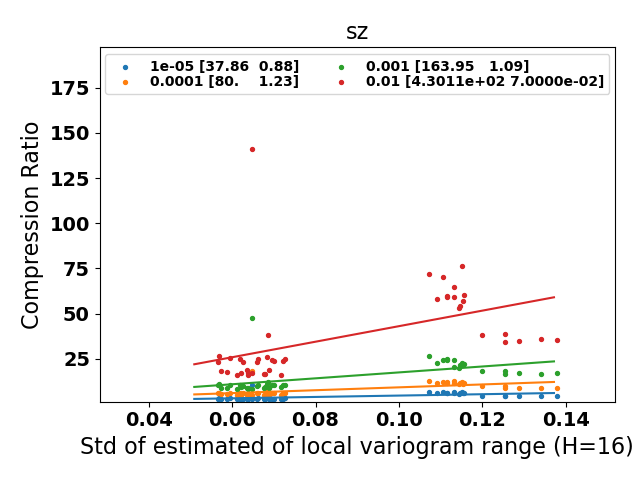 sz
1e-05 [37.86  0.88]
0.0001 [80.    1.23]
0.001 [163.95   1.09]
0.01 [4.3011e+02 7.0000e-02]
Compression Ratio
175
150
125
100
75
50
25
0.04 0.06 0.08 0.10 0.12 0.14
Std of estimated of local variogram range (H=16)